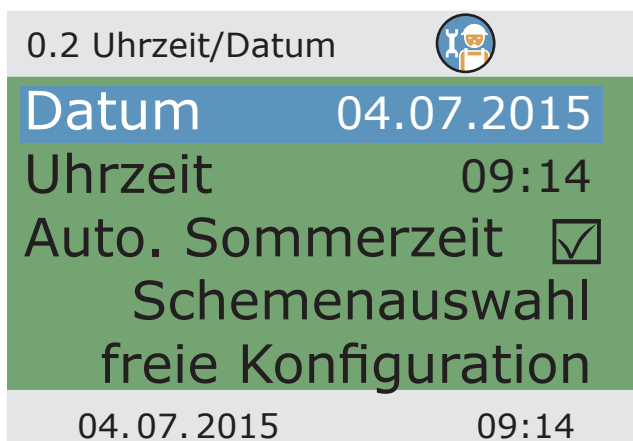 0.2 Uhrzeit/Datum
Datum 04.07.2015
Uhrzeit 09:14
Auto. Sommerzeit ☑
Schemenauswahl
freie Konfiguration
04.07.2015 09:14